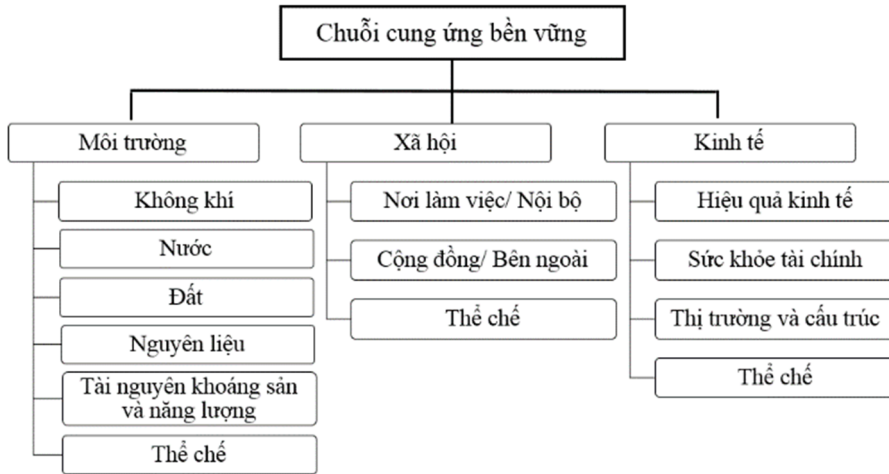 Chuỗi cung ứng bền vững
Môi trường
Không khí
Nước
Đất
Nguyên liệu
Tài nguyên khoáng sản
và năng lượng
Thể chế
Xã hội
Nơi làm việc/ Nội bộ
Cộng đồng/ Bên ngoài
Thể chế
Kinh tế
Hiệu quả kinh tế
Sức khỏe tài chính
Thị trường và cấu trúc
Thể chế